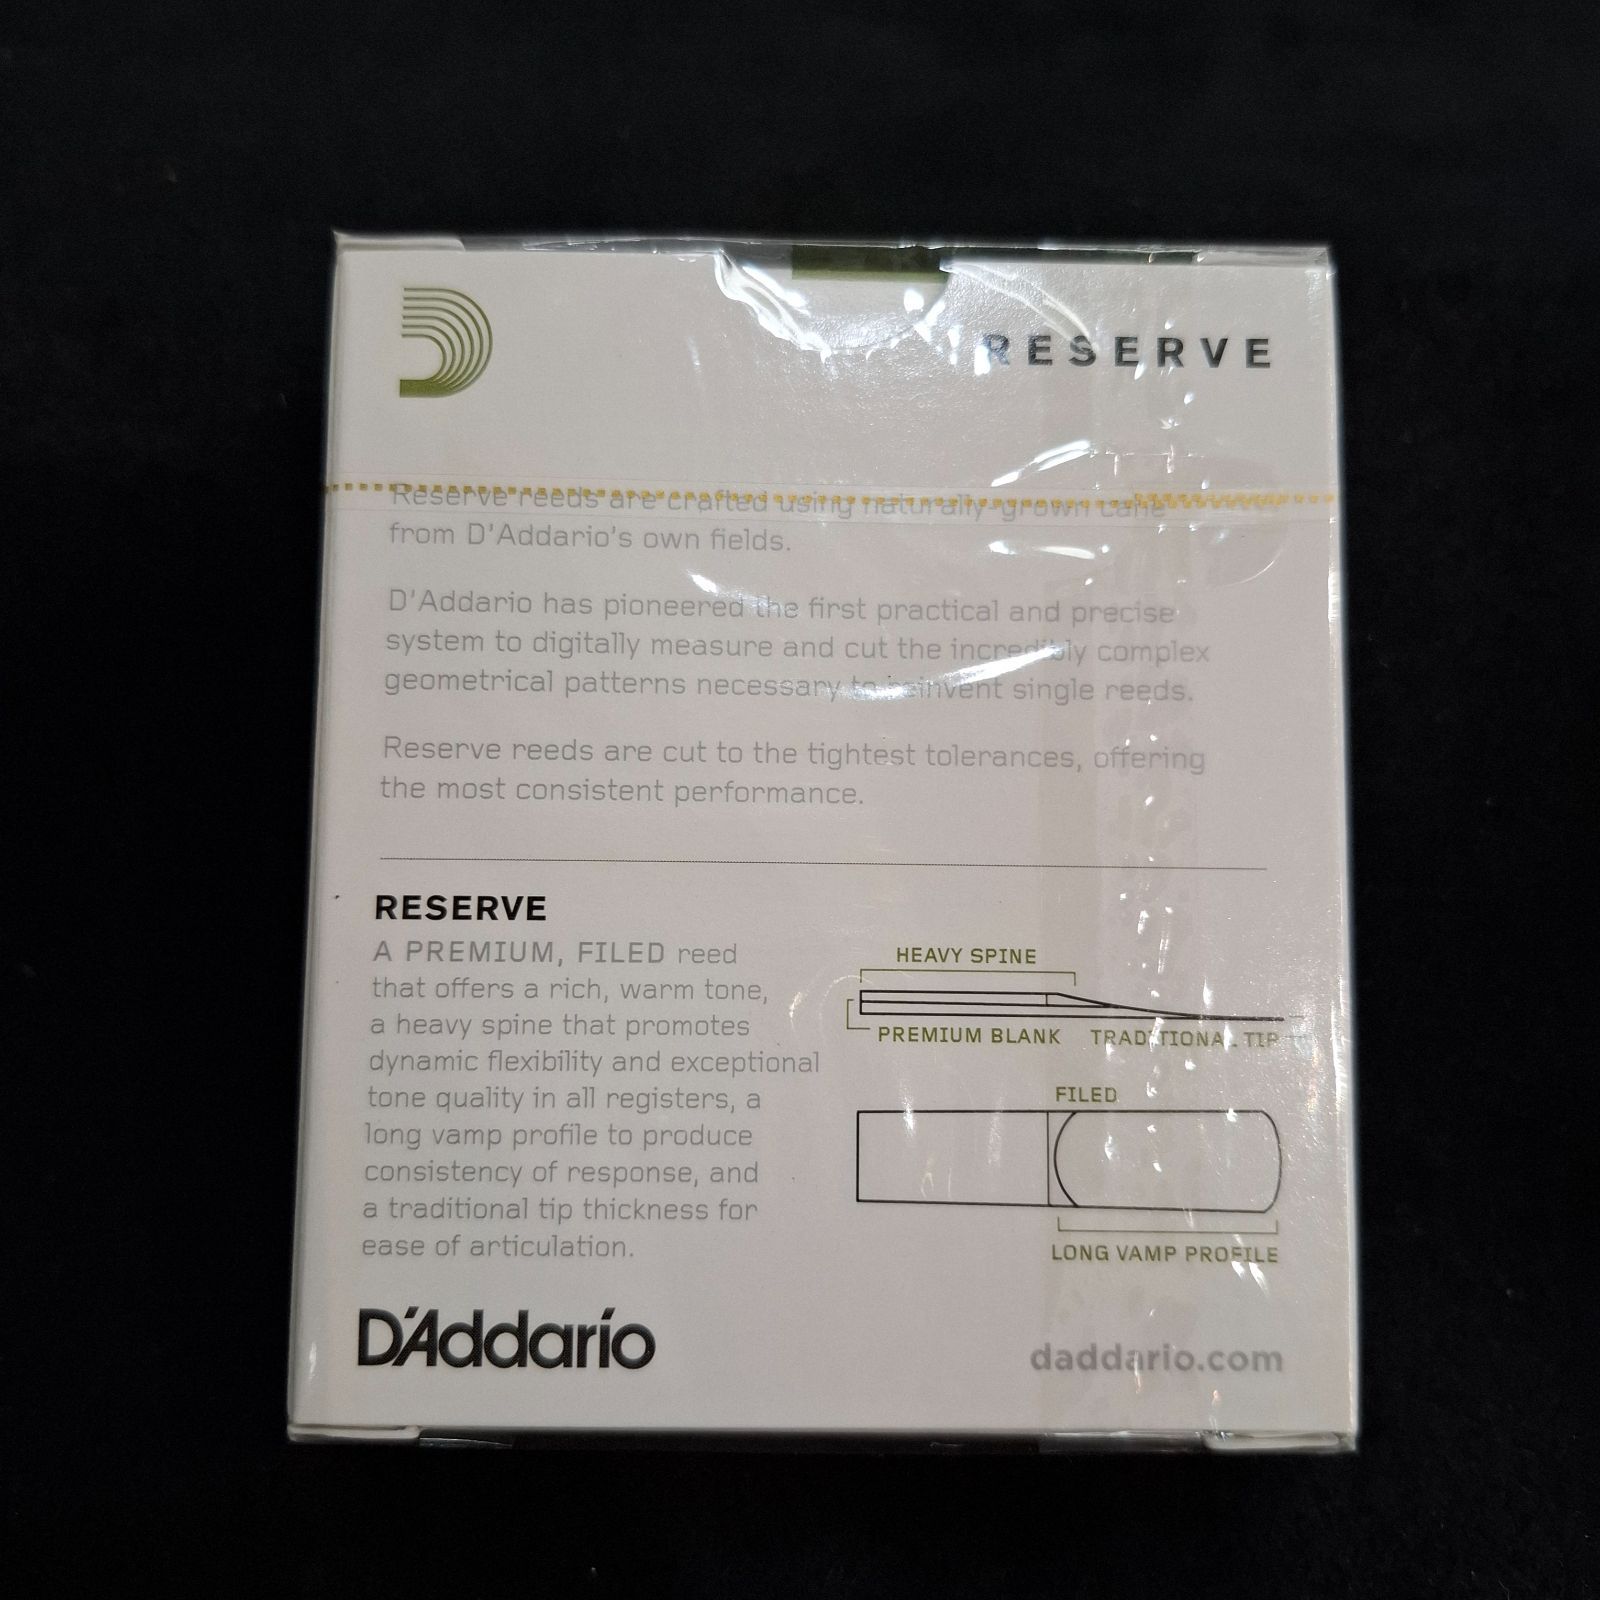 RESERVE
Reserve reeds are crafted using naturally-grown cane
from D'Addario's own fields.
D'Addario has pioneered the first practical and precise
system to digitally measure and cut the incredibly complex
geometrical patterns necessary to reinvent single reeds.
Reserve reeds are cut to the tightest tolerances, offering
the most consistent performance.
RESERVE
A PREMIUM, FILED reed
that offers a rich, warm tone,
a heavy spine that promotes
dynamic flexibility and exceptional
tone quality in all registers, a
long vamp profile to produce
consistency of response, and
a traditional tip thickness for
ease of articulation.
HEAVY SPINE
PREMIUM BLANK TRADITIONAL TIP
FILED
LONG VAMP PROFILE
D'Addario
daddario.com